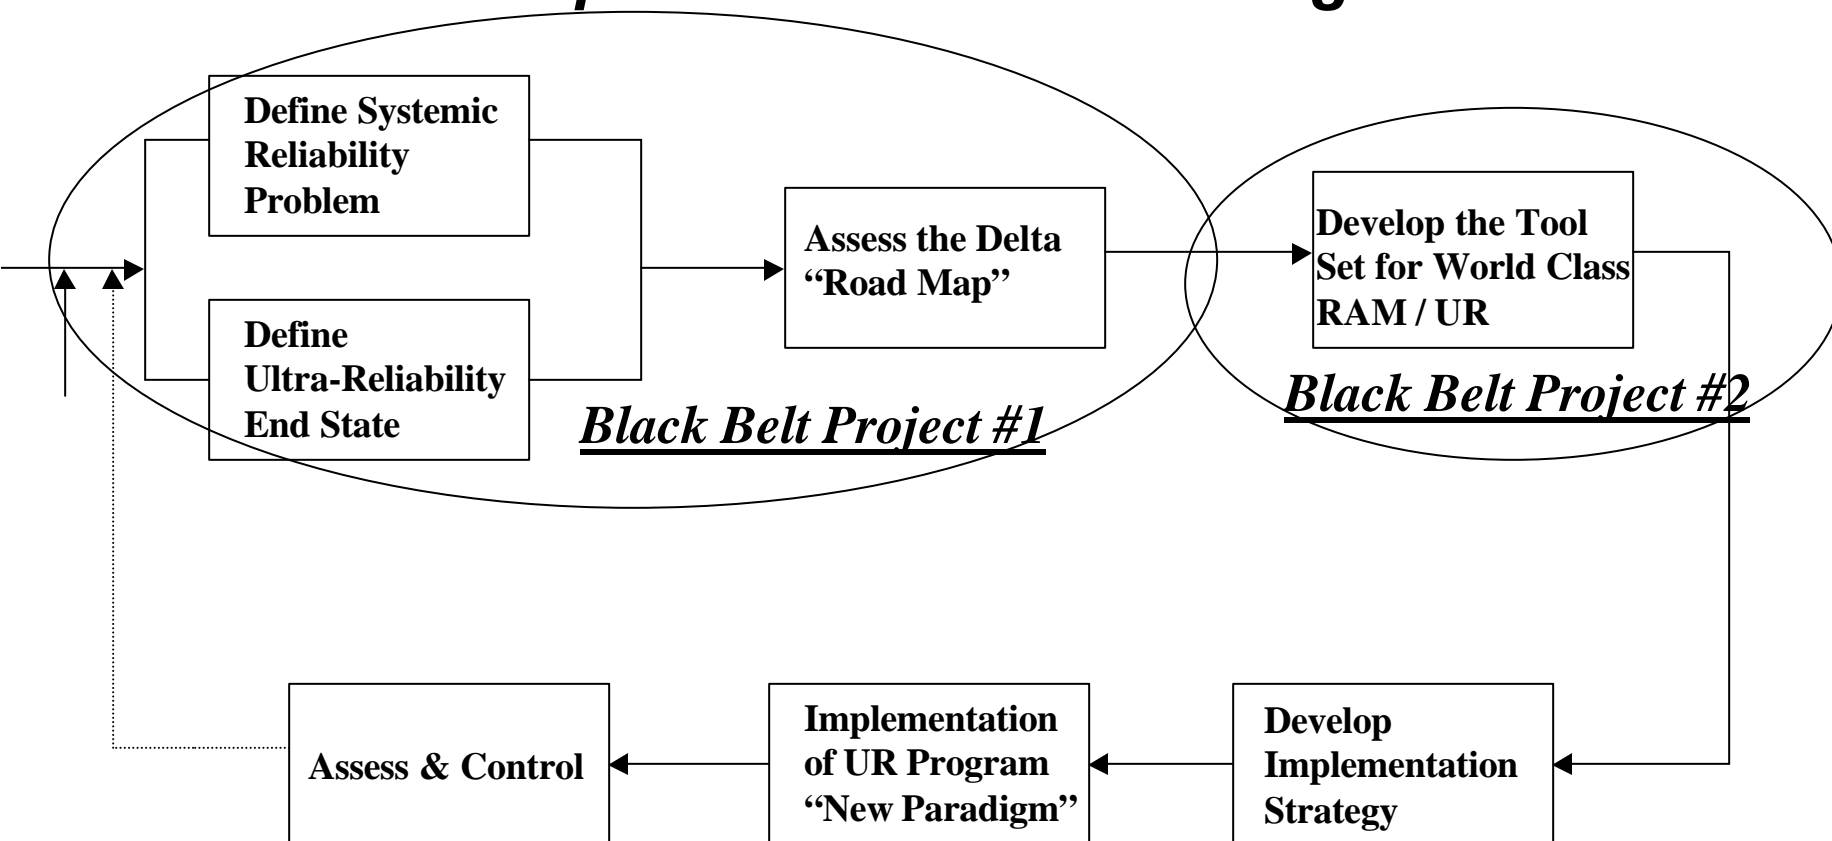 Define Systemic
Reliability
Problem
Assess the Delta
“Road Map”
Develop the Tool
Set for World Class
RAM / UR
Define
Ultra-Reliability
End State
Black Belt Project #1
Black Belt Project #2
Assess & Control
Implementation
of UR Program
“New Paradigm”
Develop
Implementation
Strategy